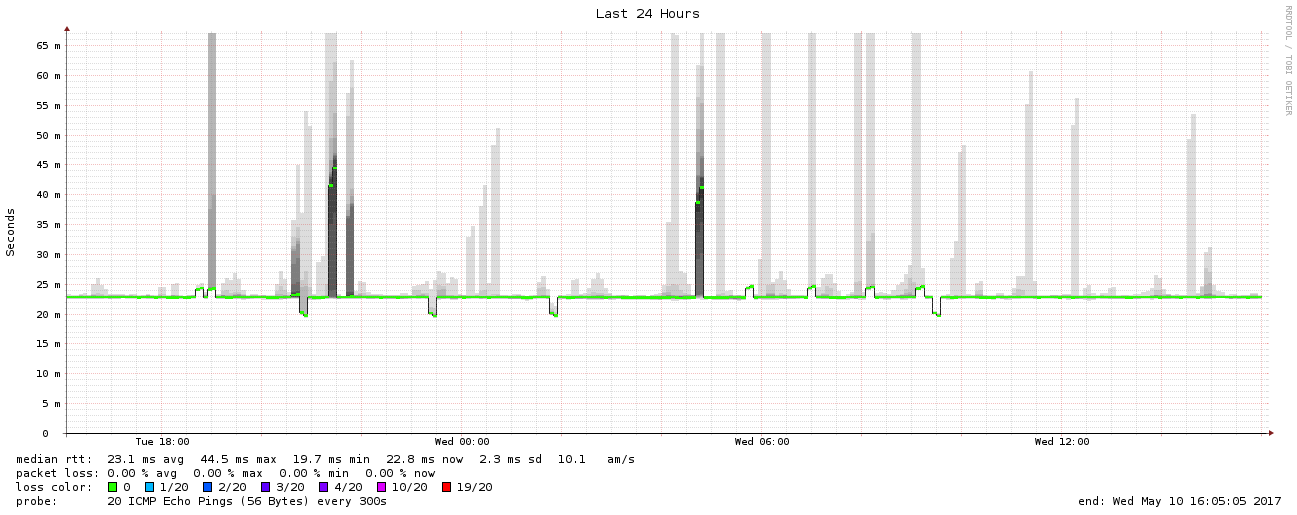 Last 24 Hours
RRDTOOL / TOBI OETIKER
Seconds
65 m
60 m
55 m
50 m
45 m
40 m
35 m
30 m
25 m
20 m
15 m
10 m
5 m
0
Tue 18:00 Wed 00:00 Wed 06:00 Wed 12:00
median rtt: 23.1 ms avg 44.5 ms max 19.7 ms min 22.8 ms now 2.3 ms sd 10.1 am/s
packet loss: 0.00 % avg 0.00 % max 0.00 % min 0.00 % now
loss color: 0 1/20 2/20 3/20 4/20 10/20 19/20
probe: 20 ICMP Echo Pings (56 Bytes) every 300s end: Wed May 10 16:05:05 2017